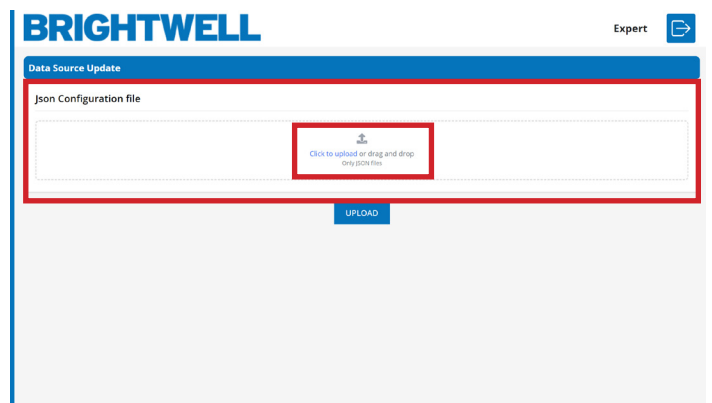 BRIGHTWELL
Expert
Data Source Update
Json Configuration file
Click to upload or drag and drop
Only JSON files
UPLOAD